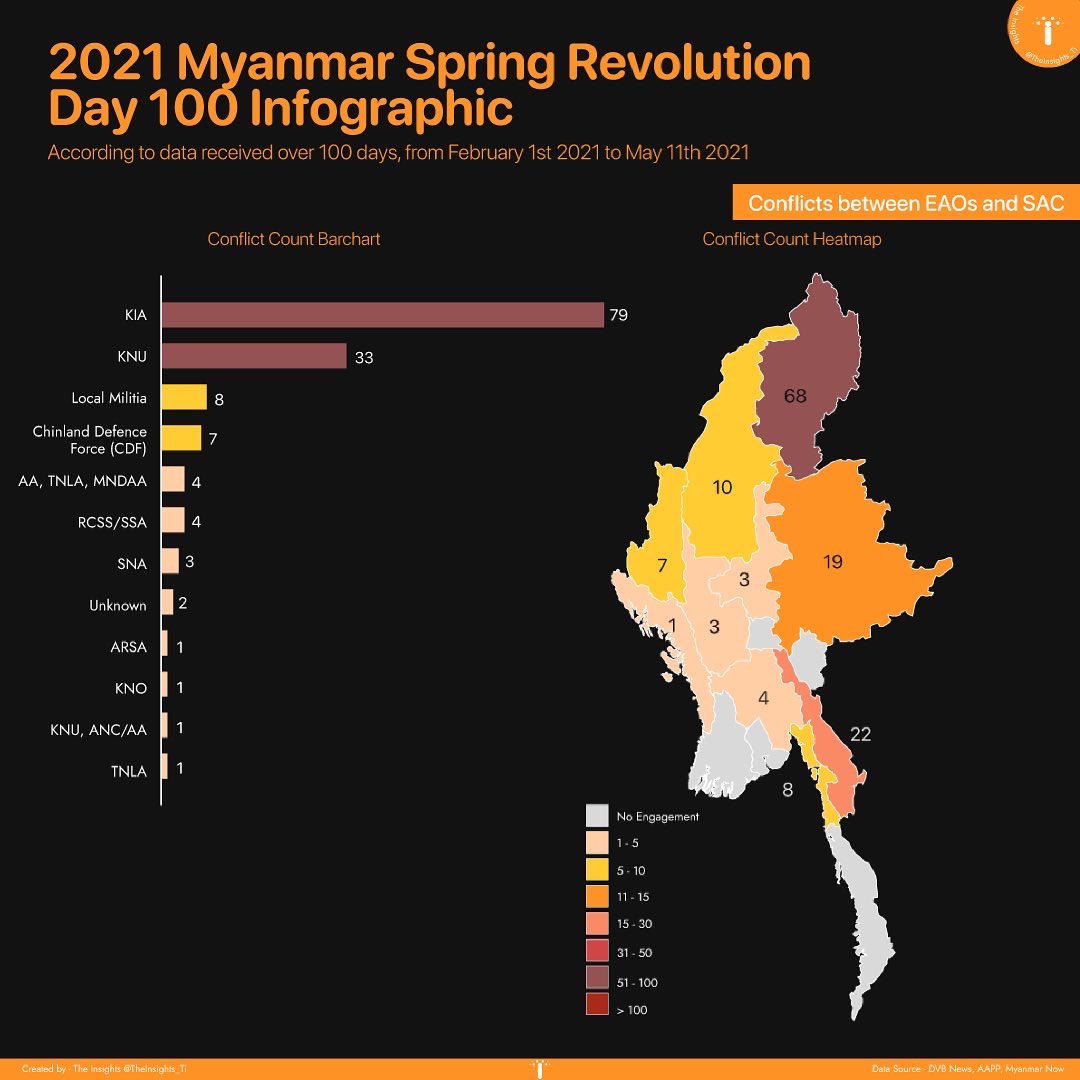 The Insights
@TheInsights_Ti
2021 Myanmar Spring Revolution
Day 100 Infographic
According to data received over 100 days, from February 1st 2021 to May 11th 2021
Conflicts between EAOs and SAC
Conflict Count Barchart
KIA 79
KNU 33
Local Militia 8
Chinland Defence
Force (CDF) 7
AA, TNLA, MNDAA 4
RCSS/SSA 4
SNA 3
Unknown 2
ARSA 1
KNO 1
KNU, ANC/AA 1
TNLA 1
Conflict Count Heatmap
68
10
19
7
3
1
3
4
22
8
No Engagement
1 - 5
5 - 10
11 - 15
15 - 30
31 - 50
51 - 100
> 100
Created by - The Insights @TheInsights_Ti
Data Source - DVB News, AAPP, Myanmar Now